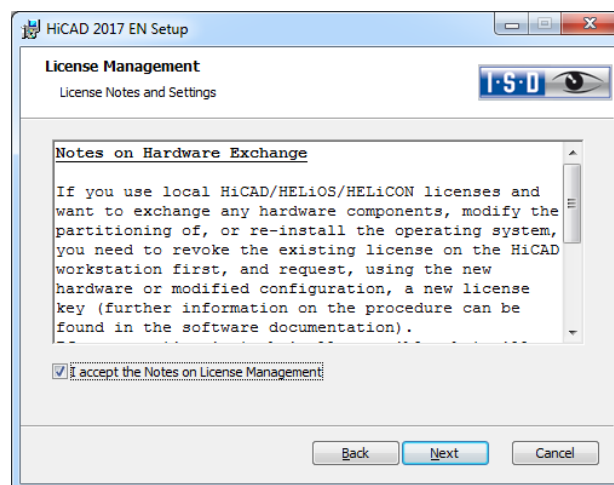 HiCAD 2017 EN Setup
License Management
License Notes and Settings
I·S·D
Notes on Hardware Exchange
If you use local HiCAD/HELiOS/HELiCON licenses and
want to exchange any hardware components, modify the
partitioning of, or re-install the operating system,
you need to revoke the existing license on the HiCAD
workstation first, and request, using the new
hardware or modified configuration, a new license
key (further information on the procedure can be
found in the software documentation).
I accept the Notes on License Management
Back
Next
Cancel